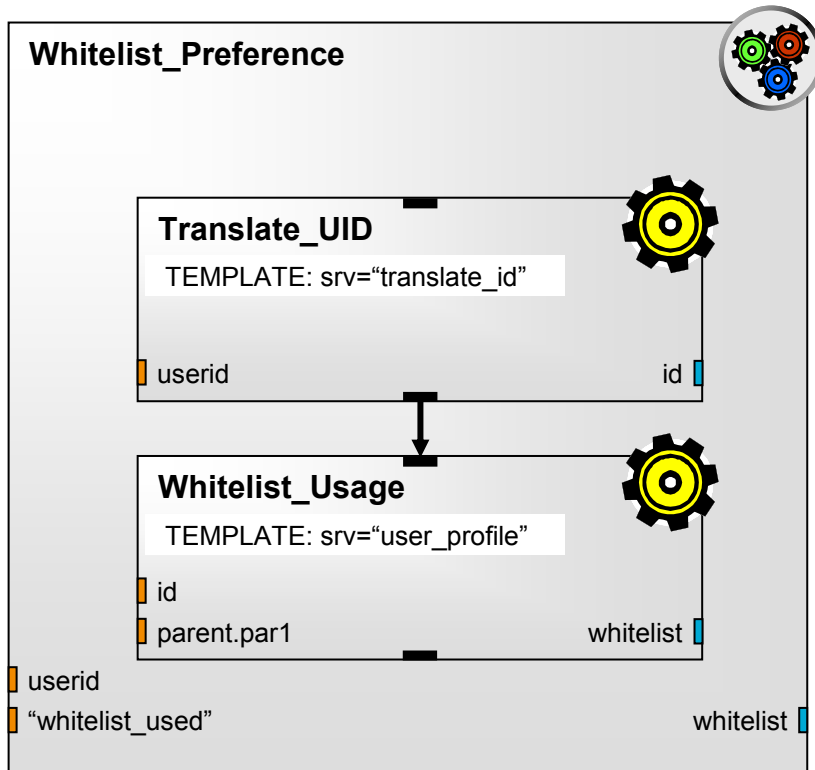 Whitelist_Preference
Translate_UID
TEMPLATE: srv=“translate_id”
userid id
Whitelist_Usage
TEMPLATE: srv=“user_profile”
id
parent.par1 whitelist
userid
“whitelist_used” whitelist